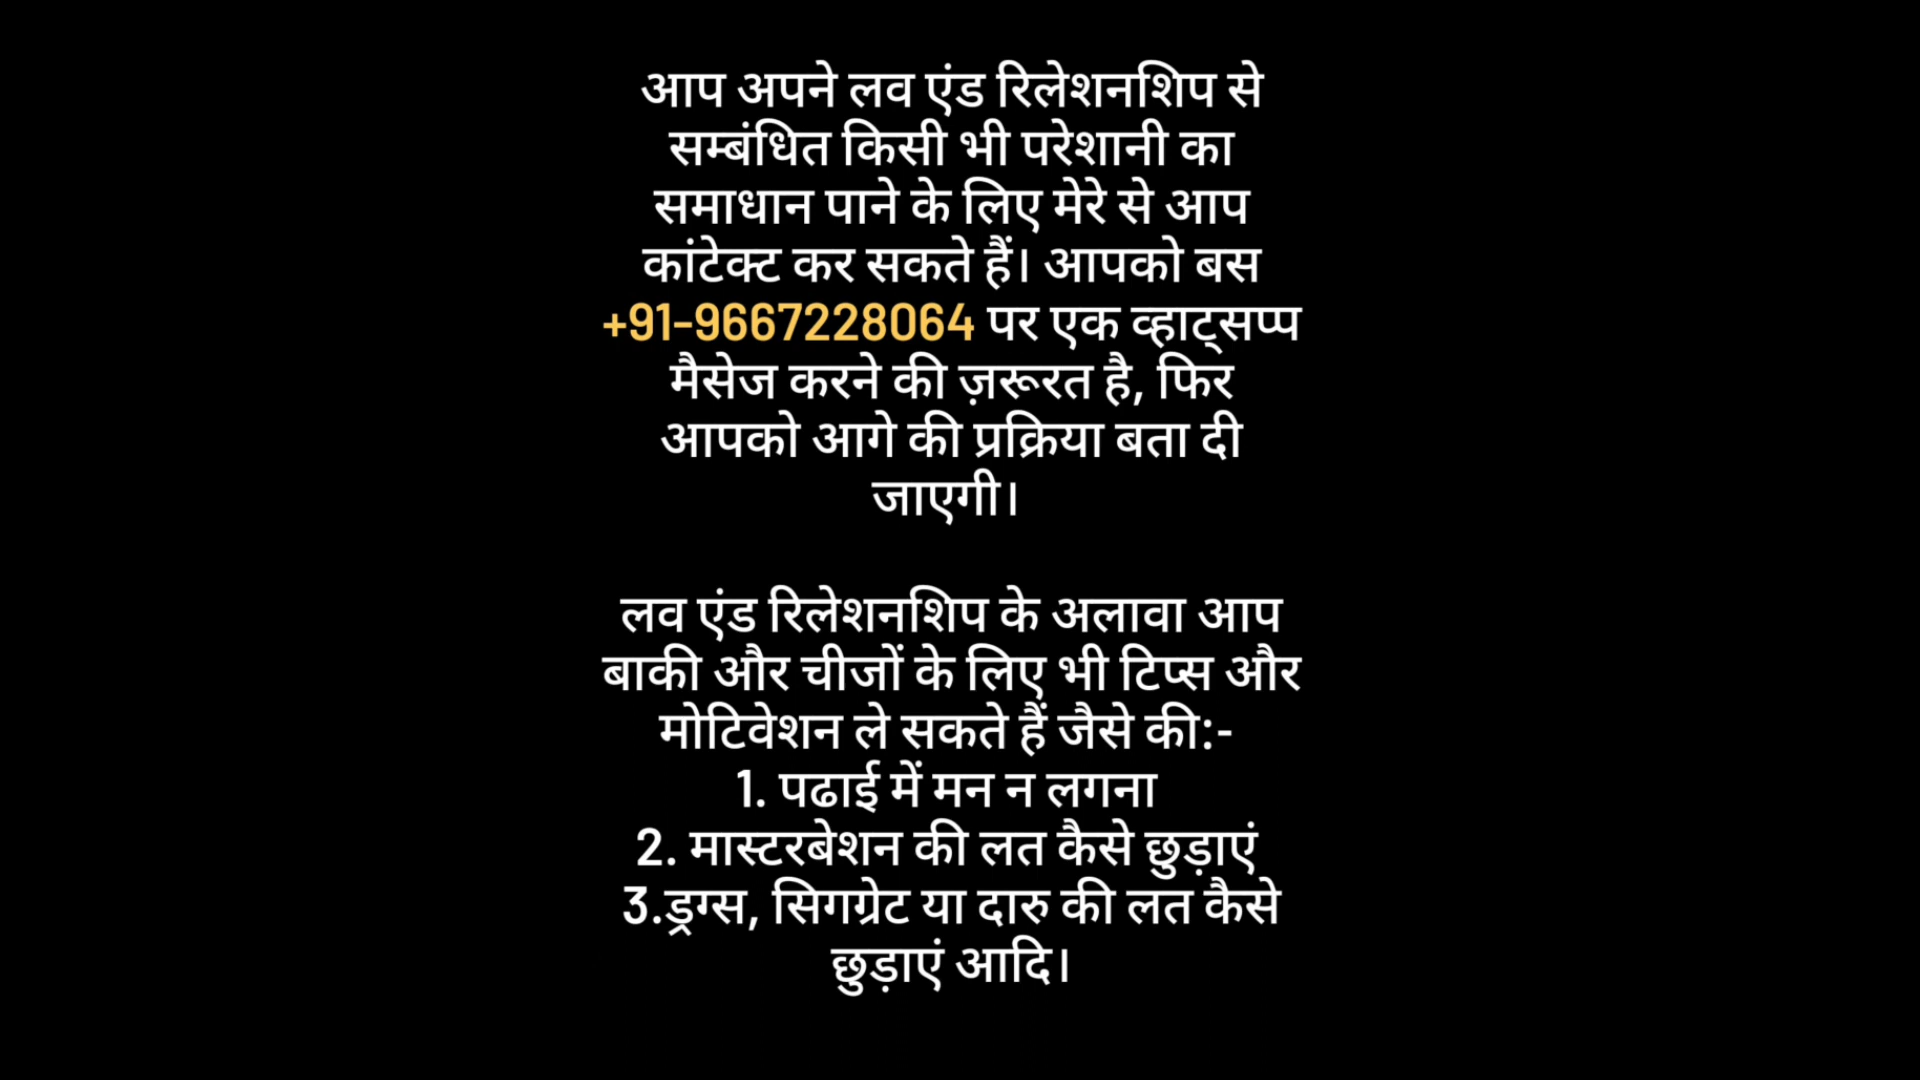 आप अपने लव एंड रिलेशनशिप से
सम्बंधित किसी भी परेशानी का
समाधान पाने के लिए मेरे से आप
कांटेक्ट कर सकते हैं। आपको बस
+91-9667228064 पर एक व्हाट्सप्प
मैसेज करने की ज़रूरत है, फिर
आपको आगे की प्रक्रिया बता दी
जाएगी।
लव एंड रिलेशनशिप के अलावा आप
बाकी और चीजों के लिए भी टिप्स और
मोटिवेशन ले सकते हैं जैसे की:-
1. पढाई में मन न लगना
2. मास्टरबेशन की लत कैसे छुड़ाएं
3.ड्रग्स, सिगग्रेट या दारु की लत कैसे
छुड़ाएं आदि।